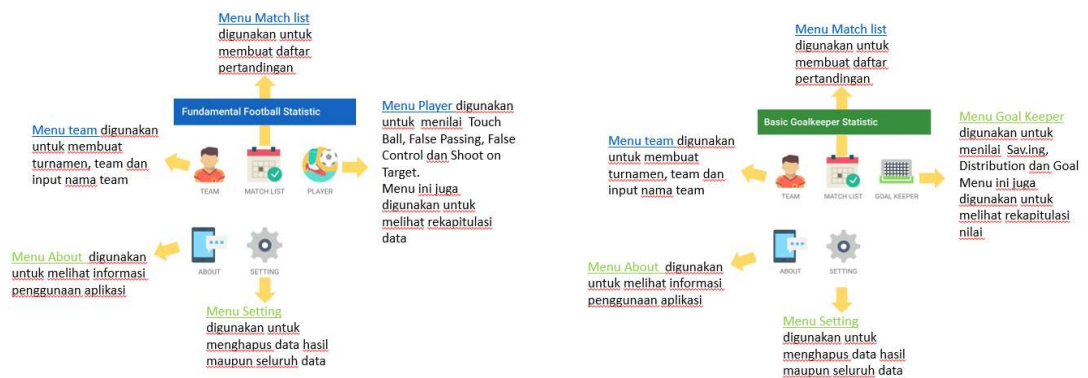 Menu Match list
digunakan untuk
membuat daftar
pertandingan
Fundamental Football Statistic
Menu team digunakan
untuk membuat
turnamen, team dan
input nama team
TEAM
MATCH LIST
PLAYER
Menu Player digunakan
untuk menilai Touch
Ball, False Passing, False
Control dan Shoot on
Target.
Menu ini juga
digunakan untuk
melihat rekapitulasi
data
Menu About digunakan
untuk melihat informasi
penggunaan aplikasi
ABOUT
SETTING
Menu Setting
digunakan untuk
menghapus data hasil
maupun seluruh data
Menu Match list
digunakan untuk
membuat daftar
pertandingan
Basic Goalkeeper Statistic
Menu team digunakan
untuk membuat
turnamen, team dan
input nama team
TEAM
MATCH LIST
GOAL KEEPER
Menu Goal Keeper
digunakan untuk
menilai Sav.ing,
Distribution dan Goal
Menu ini juga
digunakan untuk
melihat rekapitulasi
nilai
Menu About digunakan
untuk melihat informasi
penggunaan aplikasi
ABOUT
SETTING
Menu Setting
digunakan untuk
menghapus data hasil
maupun seluruh data